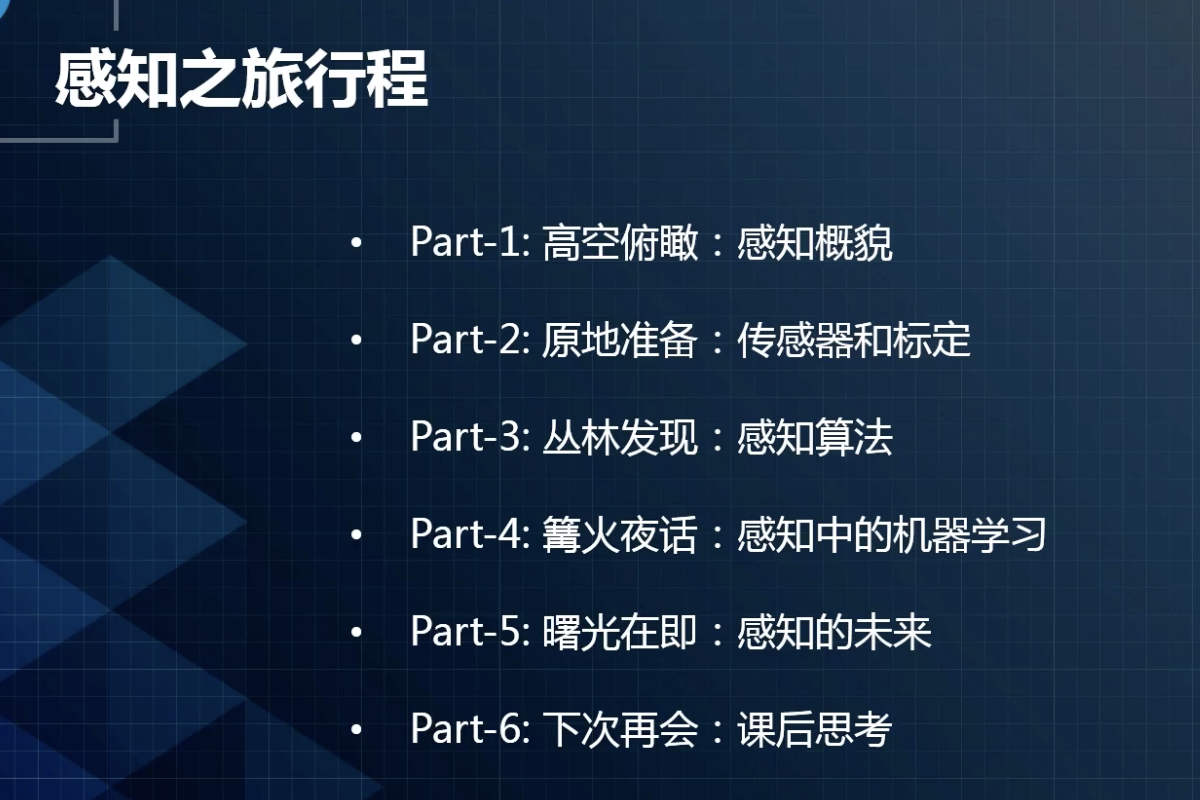 感知之旅行程
• Part-1: 高空俯瞰：感知概貌
• Part-2: 原地准备：传感器和标定
• Part-3: 丛林发现：感知算法
• Part-4: 篝火夜话：感知中的机器学习
• Part-5: 曙光在即：感知的未来
• Part-6: 下次再会：课后思考